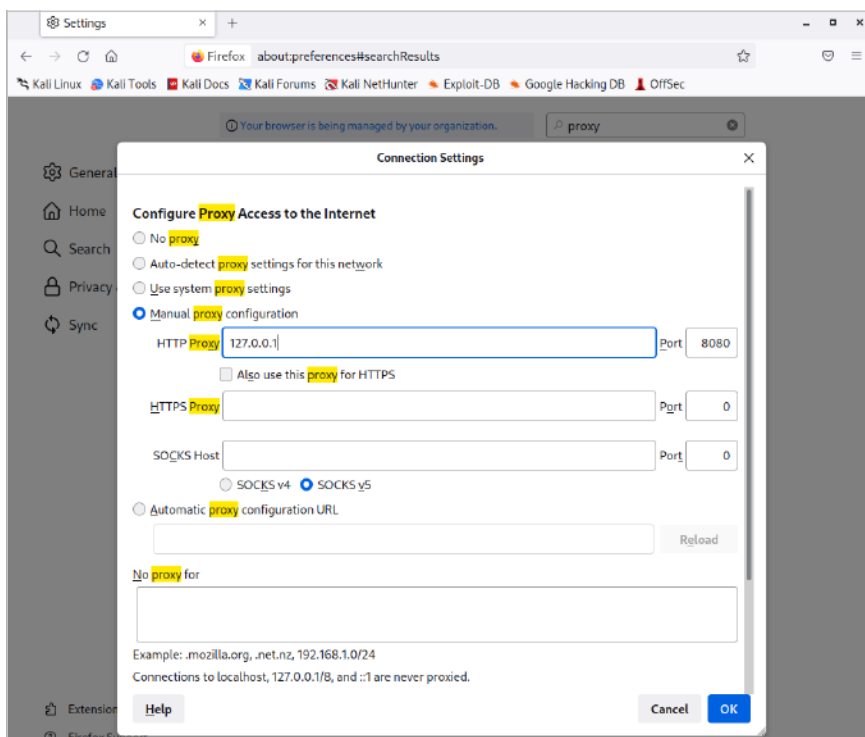 Settings
Firefox about:preferences#searchResults
Kali Linux Kali Tools Kali Docs Kali Forums Kali NetHunter Exploit-DB Google Hacking DB OffSec
Your browser is being managed by your organization. proxy
Connection Settings
General
Home
Search
Privacy
Sync
Configure Proxy Access to the Internet
No proxy
Auto-detect proxy settings for this network
Use system proxy settings
Manual proxy configuration
HTTP Proxy 127.0.0.1 Port 8080
Also use this proxy for HTTPS
HTTPS Proxy Port 0
SOCKS Host Port 0
SOCKS v4 SOCKS v5
Automatic proxy configuration URL
Reload
No proxy for
Example: .mozilla.org, .net.nz, 192.168.1.0/24
Connections to localhost, 127.0.0.1/8, and ::1 are never proxied.
Extension
Help Cancel OK
Firefox